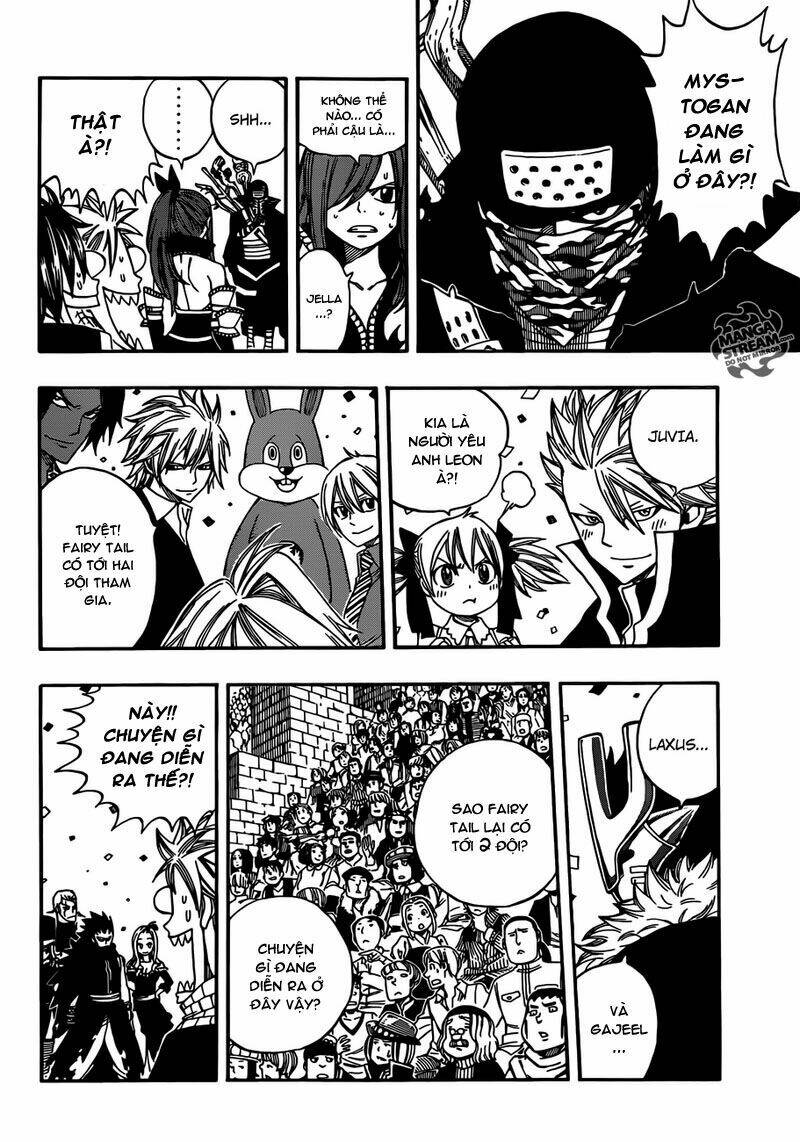 MYS-
TOGAN
ĐANG
LÀM GÌ
Ở ĐÂY?!
KHÔNG THỂ
NÀO... CÓ
PHẢI CẬU LÀ...
JELLA
...?
SHH...
......
THẬT
À?!
MANGA
STREAM.com
DO NOT MIRROR
JUVIA.
KIA LÀ
NGƯỜI YÊU
ANH LEON
À?!
TUYỆT!
FAIRY TAIL
CÓ TỚI HAI
ĐỘI THAM
GIA.
LAXUS...
VÀ
GAJEEL
...
SAO FAIRY
TAIL LẠI CÓ
TỚI 2 ĐỘI?
CHUYỆN
GÌ ĐANG
DIỄN RA Ở
ĐÂY VẬY?
NÀY!!
CHUYỆN GÌ
ĐANG DIỄN
RA THẾ?!